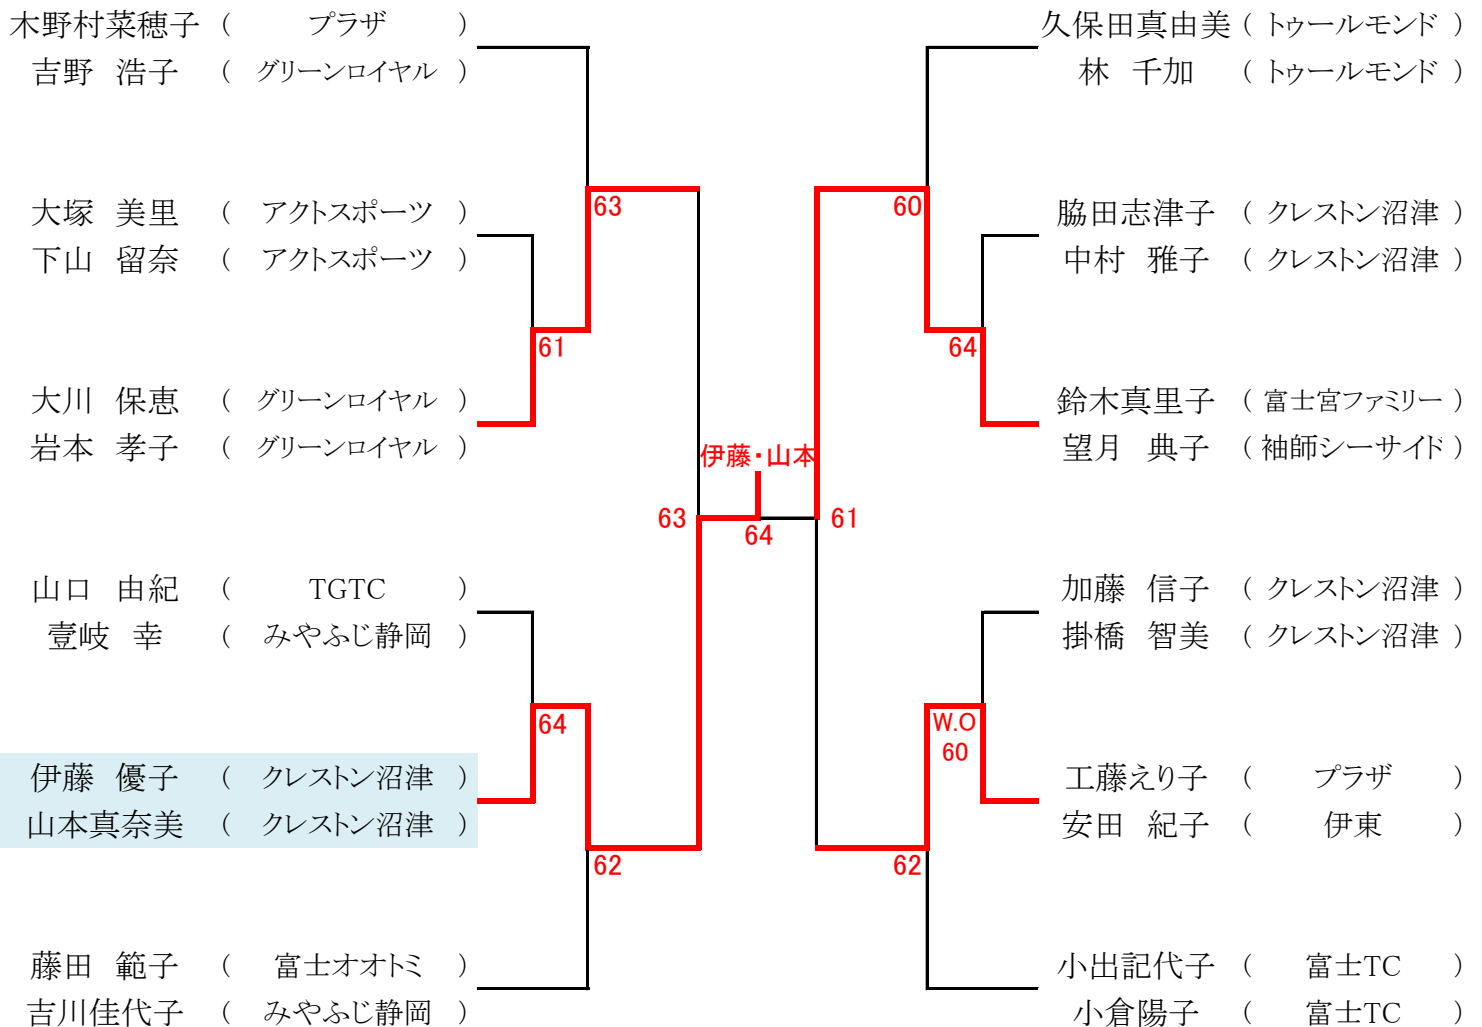 木野村菜穂子 ( プラザ )
吉野 浩子 ( グリーンロイヤル )
63
大塚 美里 ( アクトスポーツ )
下山 留奈 ( アクトスポーツ )
61
大川 保恵 ( グリーンロイヤル )
岩本 孝子 ( グリーンロイヤル )
63
山口 由紀 ( TGTC )
壹岐 幸 ( みやふじ静岡 )
64
伊藤 優子 ( クレストン沼津 )
山本真奈美 ( クレストン沼津 )
62
藤田 範子 ( 富士オオトミ )
吉川佳代子 ( みやふじ静岡 )
伊藤・山本
64
久保田真由美 ( トゥールモンド )
林 千加 ( トゥールモンド )
60
脇田志津子 ( クレストン沼津 )
中村 雅子 ( クレストン沼津 )
64
鈴木真里子 ( 富士宮ファミリー )
望月 典子 ( 袖師シーサイド )
61
加藤 信子 ( クレストン沼津 )
掛橋 智美 ( クレストン沼津 )
W.O
60
工藤えり子 ( プラザ )
安田 紀子 ( 伊東 )
62
小出記代子 ( 富士TC )
小倉陽子 ( 富士TC )